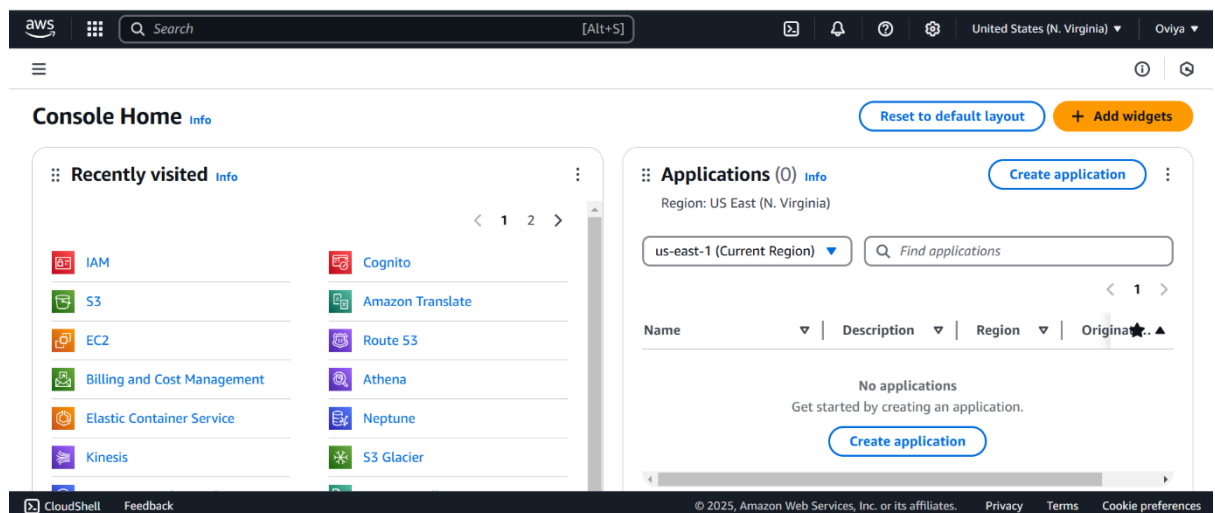 aws
Search [Alt+S]
United States (N. Virginia)
Oviya
Console Home Info
Reset to default layout
+ Add widgets
Recently visited Info
1 2
IAM
S3
EC2
Billing and Cost Management
Elastic Container Service
Kinesis
Cognito
Amazon Translate
Route 53
Athena
Neptune
S3 Glacier
Applications (0) Info
Create application
Region: US East (N. Virginia)
us-east-1 (Current Region)
Find applications
1
Name Description Region
No applications
Get started by creating an application.
Create application
CloudShell Feedback
© 2025, Amazon Web Services, Inc. or its affiliates. Privacy Terms Cookie preferences